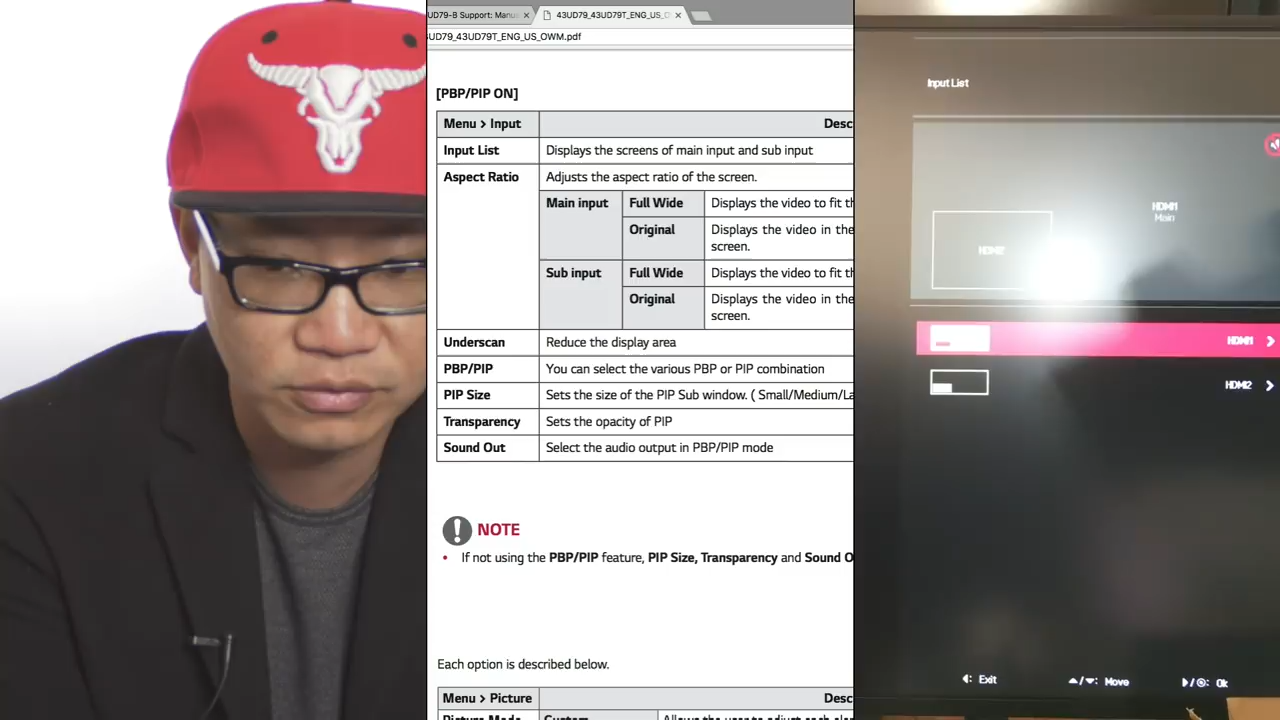 UD79-B Support: Manu
43UD79_43UD79T_ENG_US_O
UD79_43UD79T_ENG_US_OWM.pdf
[PBP/PIP ON]
Menu > Input
Desc
Input List
Displays the screens of main input and sub input
Aspect Ratio
Adjusts the aspect ratio of the screen.
Main input
Full Wide
Displays the video to fit th
Original
Displays the video in the
screen.
Sub input
Full Wide
Displays the video to fit th
Original
Displays the video in the
screen.
Underscan
Reduce the display area
PBP/PIP
You can select the various PBP or PIP combination
PIP Size
Sets the size of the PIP Sub window. ( Small/Medium/La
Transparency
Sets the opacity of PIP
Sound Out
Select the audio output in PBP/PIP mode
NOTE
• If not using the PBP/PIP feature, PIP Size, Transparency and Sound O
Each option is described below.
Menu > Picture
Desc
Picture Mode
Custom
Input List
HDMI1
Main
HDMI2
HDMI1
HDMI2
Exit
Move
Ok